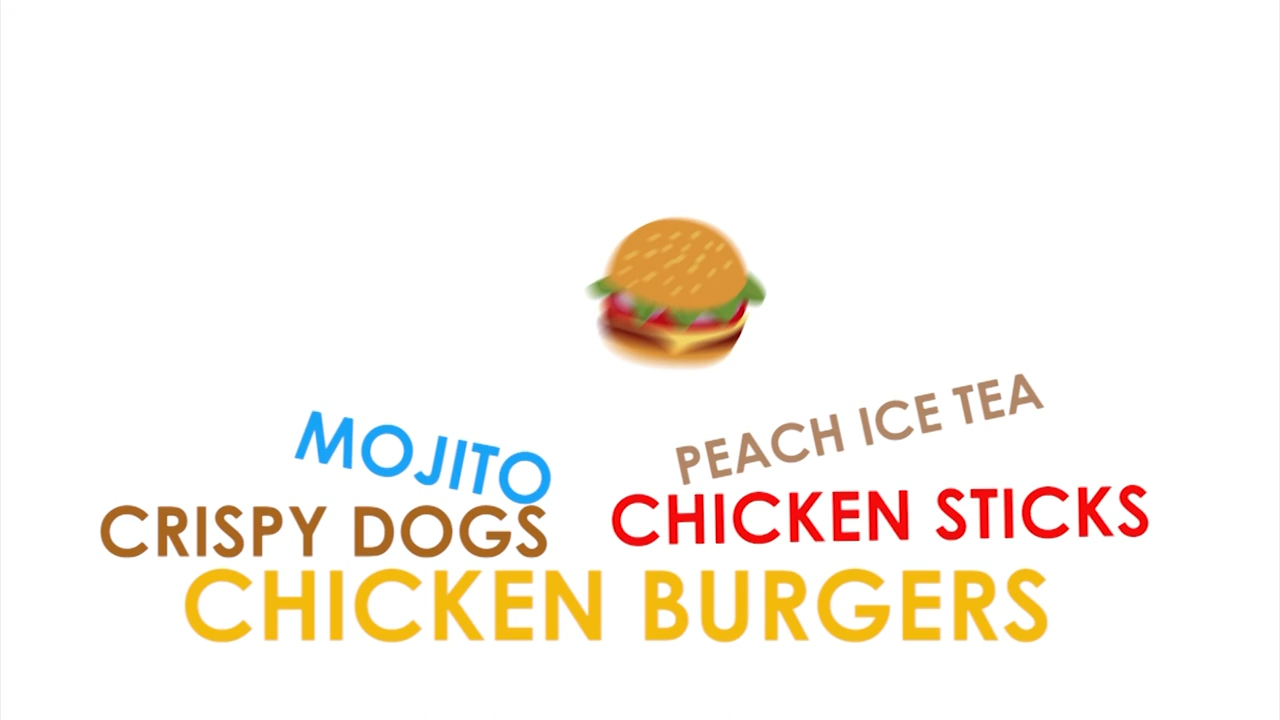 MOJITO
PEACH ICE TEA
CRISPY DOGS
CHICKEN STICKS
CHICKEN BURGERS